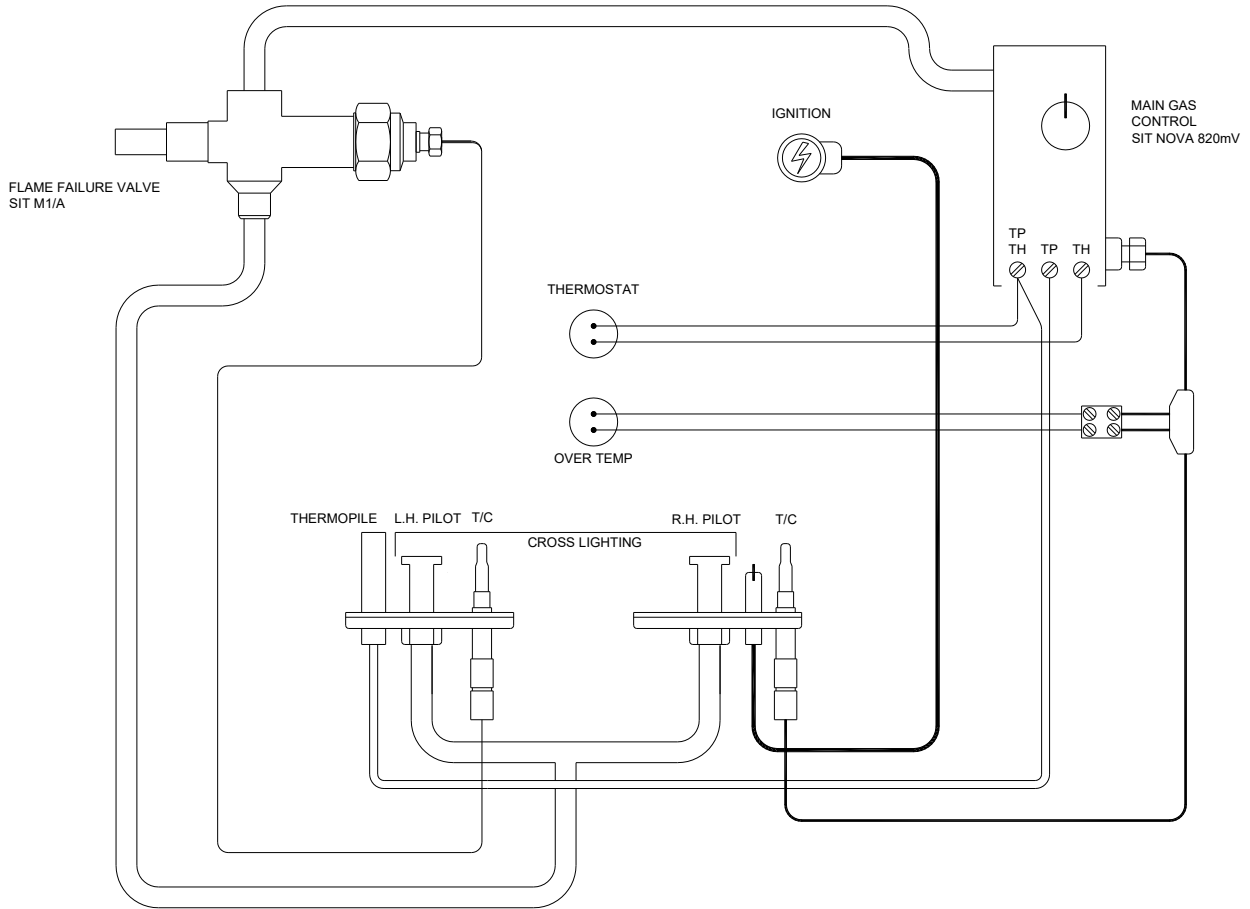 IGNITION
MAIN GAS
CONTROL
SIT NOVA 820mV
FLAME FAILURE VALVE
SIT M1/A
TP
TH TP TH
THERMOSTAT
OVER TEMP
THERMOPILE L.H. PILOT T/C R.H. PILOT T/C
CROSS LIGHTING